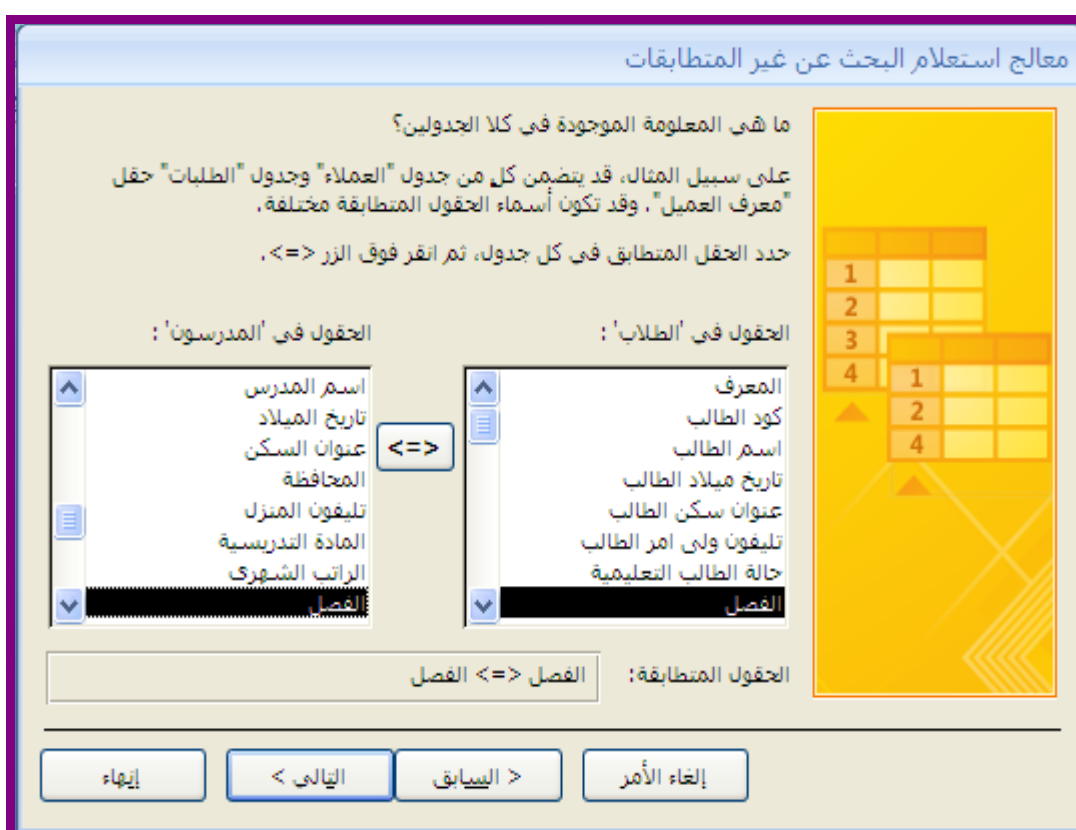 معالج استعلام البحث عن غير المتطابقات
ما هي المعلومة الموجودة في كلا الجدولين؟
على سبيل المثال، قد يتضمن كل من جدول "العملاء" وجدول "الطلبات" حقل
"معرف العميل". وقد تكون أسماء الحقول المتطابقة مختلفة.
حدد الحقل المتطابق في كل جدول، ثم انقر فوق الزر <=>.
الحقول في 'الطلاب' :
المعرف
كود الطالب
اسم الطالب
تاريخ ميلاد الطالب
عنوان سكن الطالب
تليفون ولى امر الطالب
حالة الطالب التعليمية
الفصل
<=>
الحقول في 'المدرسون' :
اسم المدرس
تاريخ الميلاد
عنوان السكن
المحافظة
تليفون المنزل
المادة التدريسية
الراتب الشهرى
الفصل
الحقول المتطابقة: الفصل <=> الفصل
إلغاء الأمر
< السابق
التالي >
إنهاء
1
2
3
4
1
2
4